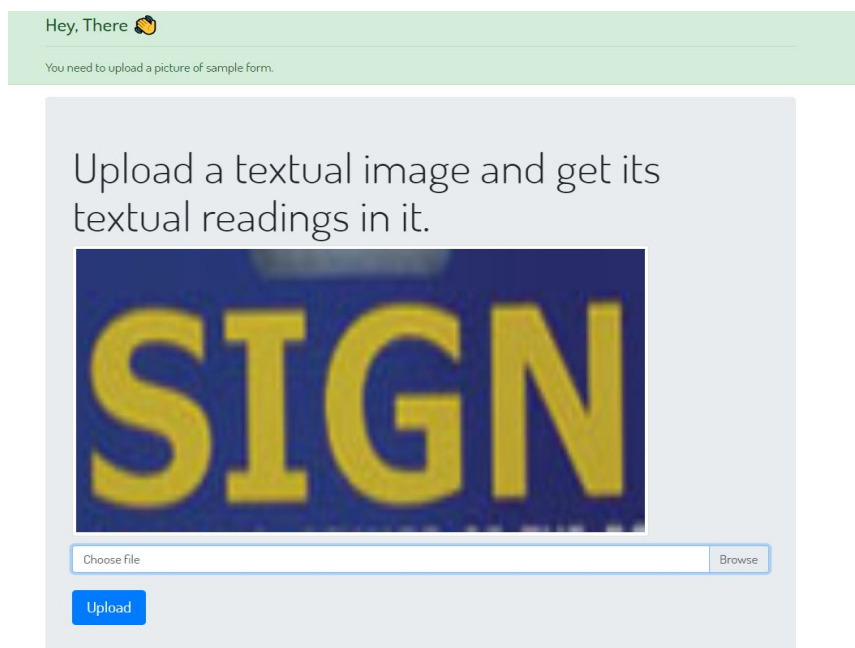 Hey, There 👋
You need to upload a picture of sample form.
Upload a textual image and get its
textual readings in it.
SIGN
Choose file
Browse
Upload